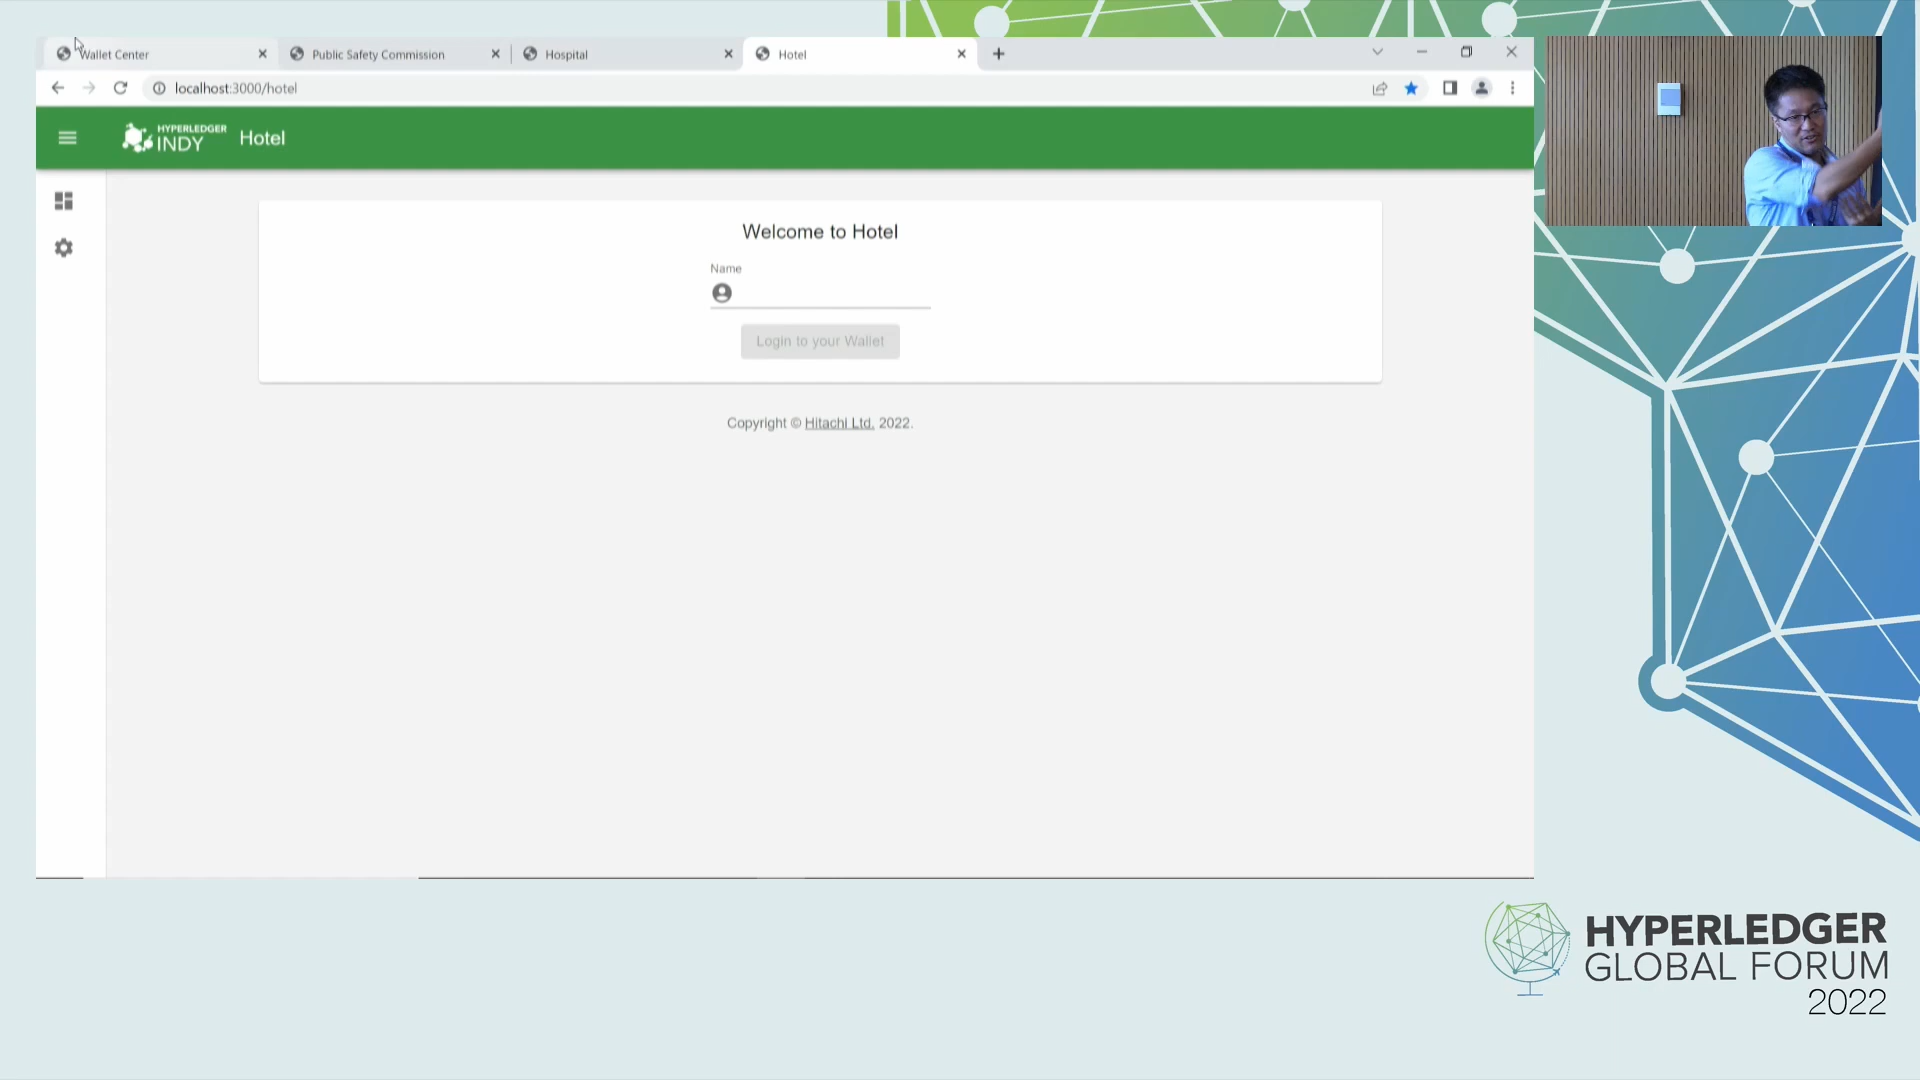 Wallet Center
Public Safety Commission
Hospital
Hotel
localhost:3000/hotel
HYPERLEDGER
INDY
Hotel
Welcome to Hotel
Name
Login to your Wallet
Copyright © Hitachi Ltd. 2022.
HYPERLEDGER
GLOBAL FORUM
2022